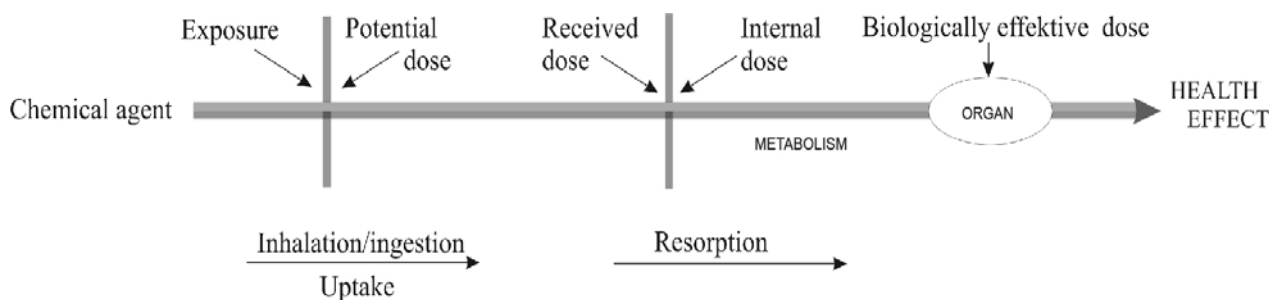 Exposure
Potential
dose
Received
dose
Internal
dose
Biologically effektive dose
Chemical agent
ORGAN
HEALTH
EFFECT
METABOLISM
Inhalation/ingestion
Uptake
Resorption